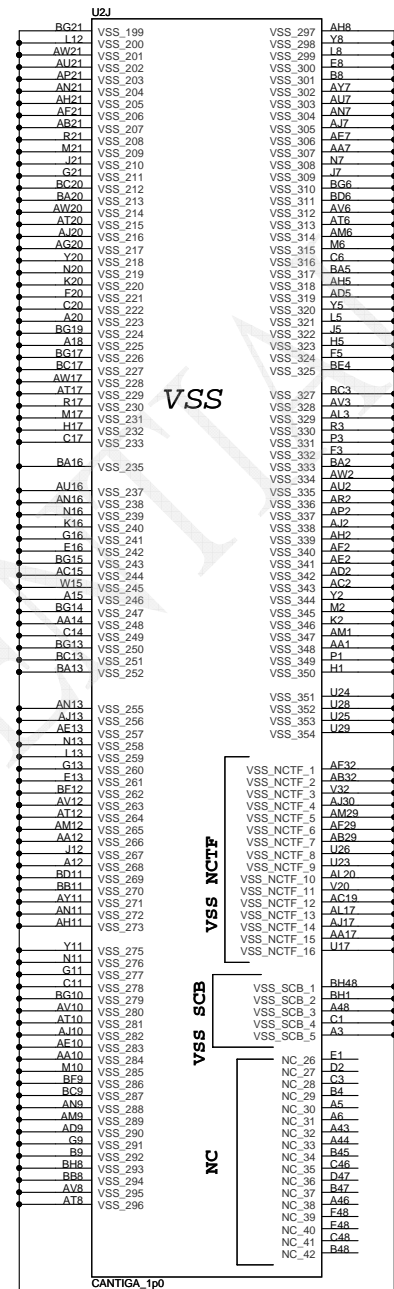 U2J
BG21 VSS_199
L12 VSS_200
AW21 VSS_201
AU21 VSS_202
AP21 VSS_203
AN21 VSS_204
AH21 VSS_205
AF21 VSS_206
AB21 VSS_207
R21 VSS_208
M21 VSS_209
J21 VSS_210
G21 VSS_211
BC20 VSS_212
BA20 VSS_213
AW20 VSS_214
AT20 VSS_215
AJ20 VSS_216
AG20 VSS_217
Y20 VSS_218
N20 VSS_219
K20 VSS_220
F20 VSS_221
C20 VSS_222
A20 VSS_223
BG19 VSS_224
A18 VSS_225
BG17 VSS_226
BC17 VSS_227
AW17 VSS_228
AT17 VSS_229
R17 VSS_230
M17 VSS_231
H17 VSS_232
C17 VSS_233
BA16 VSS_235
AU16 VSS_237
AN16 VSS_238
N16 VSS_239
K16 VSS_240
G16 VSS_241
E16 VSS_242
BG15 VSS_243
AC15 VSS_244
W15 VSS_245
A15 VSS_246
BG14 VSS_247
AA14 VSS_248
C14 VSS_249
BG13 VSS_250
BC13 VSS_251
BA13 VSS_252
AN13 VSS_255
AJ13 VSS_256
AE13 VSS_257
N13 VSS_258
L13 VSS_259
G13 VSS_260
E13 VSS_261
BF12 VSS_262
AV12 VSS_263
AT12 VSS_264
AM12 VSS_265
AA12 VSS_266
J12 VSS_267
A12 VSS_268
BD11 VSS_269
BB11 VSS_270
AY11 VSS_271
AN11 VSS_272
AH11 VSS_273
Y11 VSS_275
N11 VSS_276
G11 VSS_277
C11 VSS_278
BG10 VSS_279
AV10 VSS_280
AT10 VSS_281
AJ10 VSS_282
AE10 VSS_283
AA10 VSS_284
M10 VSS_285
BF9 VSS_286
BC9 VSS_287
AN9 VSS_288
AM9 VSS_289
AD9 VSS_290
G9 VSS_291
B9 VSS_292
BH8 VSS_293
BB8 VSS_294
AV8 VSS_295
AT8 VSS_296
VSS
VSS_297 AH8
VSS_298 Y8
VSS_299 L8
VSS_300 E8
VSS_301 B8
VSS_302 AY7
VSS_303 AU7
VSS_304 AN7
VSS_305 AJ7
VSS_306 AE7
VSS_307 AA7
VSS_308 N7
VSS_309 J7
VSS_310 BG6
VSS_311 BD6
VSS_312 AV6
VSS_313 AT6
VSS_314 AM6
VSS_315 M6
VSS_316 C6
VSS_317 BA5
VSS_318 AH5
VSS_319 AD5
VSS_320 Y5
VSS_321 L5
VSS_322 J5
VSS_323 H5
VSS_324 F5
VSS_325 BE4
VSS_327 BC3
VSS_328 AV3
VSS_329 AL3
VSS_330 R3
VSS_331 P3
VSS_332 F3
VSS_333 BA2
VSS_334 AW2
VSS_335 AU2
VSS_336 AR2
VSS_337 AP2
VSS_338 AJ2
VSS_339 AH2
VSS_340 AF2
VSS_341 AE2
VSS_342 AD2
VSS_343 AC2
VSS_344 Y2
VSS_345 M2
VSS_346 K2
VSS_347 AM1
VSS_348 AA1
VSS_349 P1
VSS_350 H1
VSS_351 U24
VSS_352 U28
VSS_353 U25
VSS_354 U29
VSS NCTF
VSS_NCTF_1 AF32
VSS_NCTF_2 AB32
VSS_NCTF_3 V32
VSS_NCTF_4 AJ30
VSS_NCTF_5 AM29
VSS_NCTF_6 AF29
VSS_NCTF_7 AB29
VSS_NCTF_8 U26
VSS_NCTF_9 U23
VSS_NCTF_10 AL20
VSS_NCTF_11 V20
VSS_NCTF_12 AC19
VSS_NCTF_13 AL17
VSS_NCTF_14 AJ17
VSS_NCTF_15 AA17
VSS_NCTF_16 U17
VSS SCB
VSS_SCB_1 BH48
VSS_SCB_2 BH1
VSS_SCB_3 A48
VSS_SCB_4 C1
VSS_SCB_5 A3
NC
NC_26 E1
NC_27 D2
NC_28 C3
NC_29 B4
NC_30 A5
NC_31 A6
NC_32 A43
NC_33 A44
NC_34 B45
NC_35 C46
NC_36 D47
NC_37 B47
NC_38 A46
NC_39 F48
NC_40 E48
NC_41 C48
NC_42 B48
CANTIGA_1p0